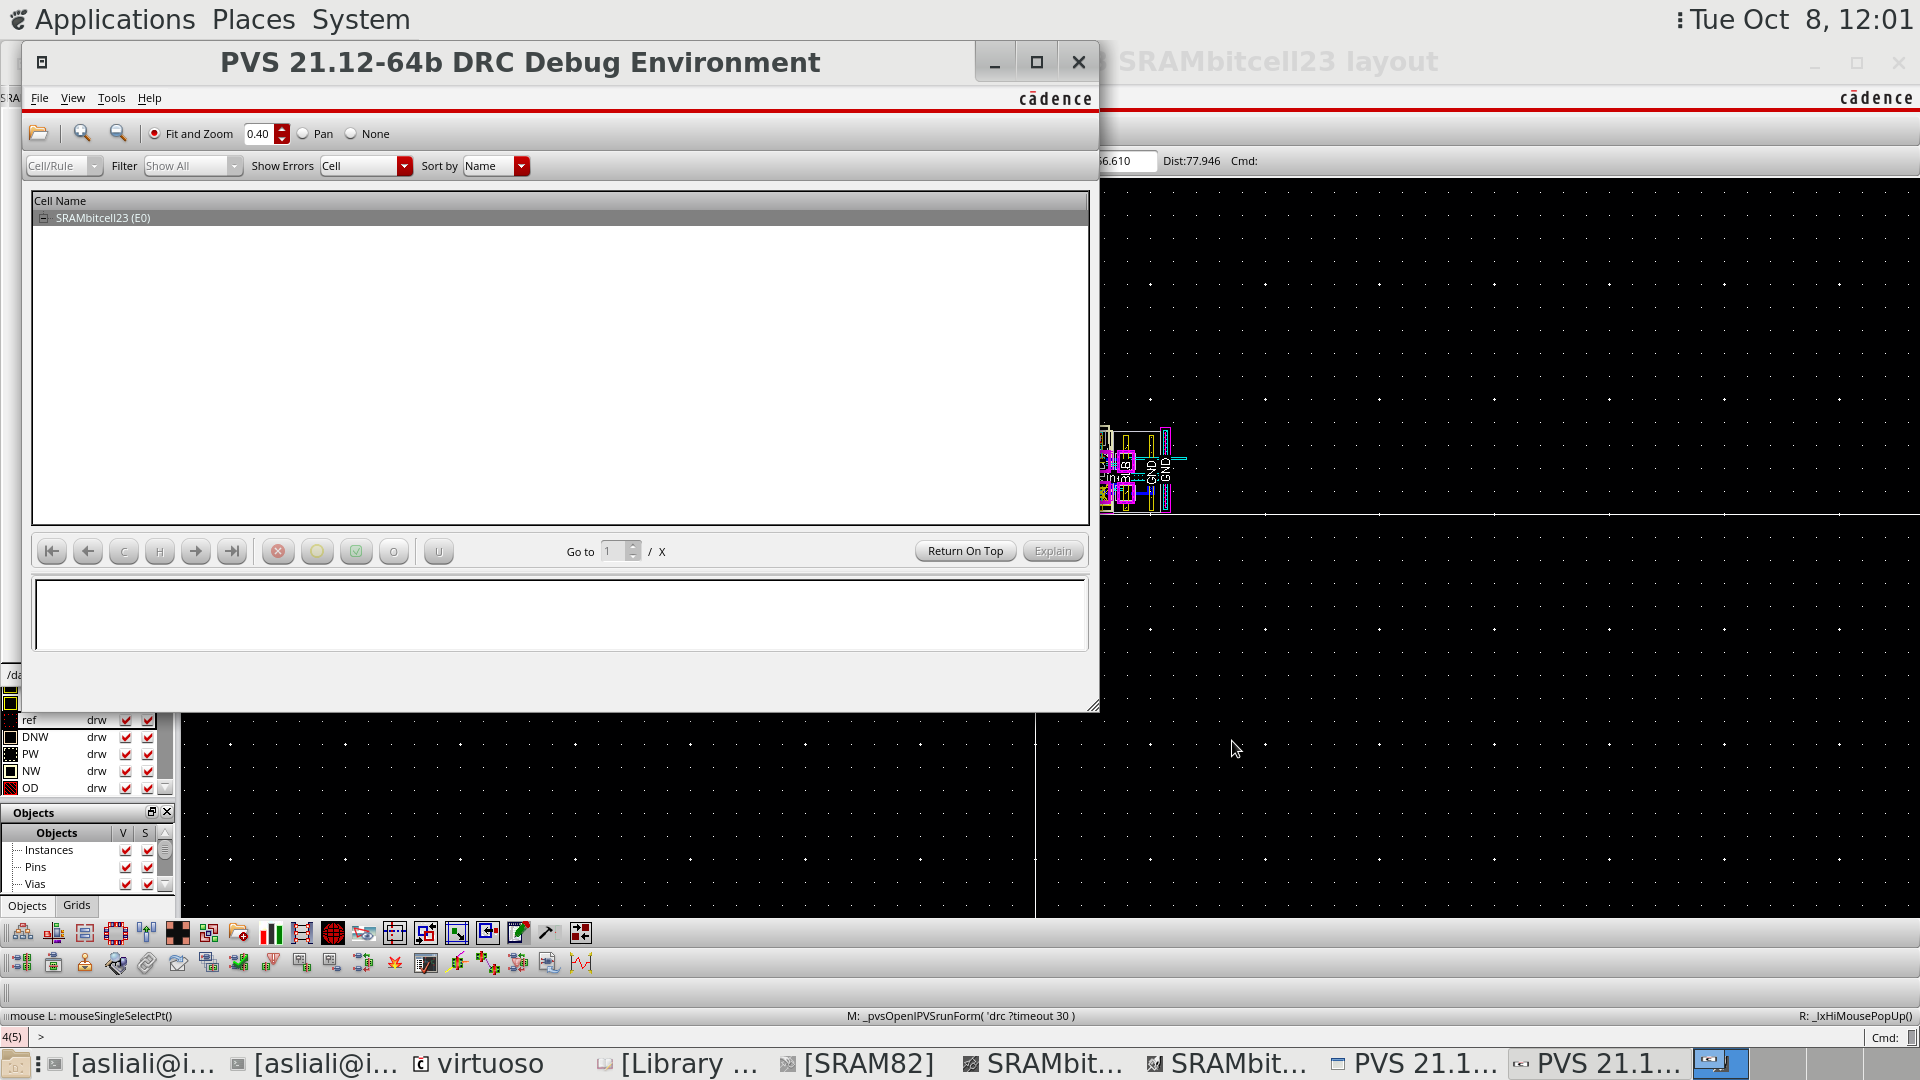 Applications Places System
Tue Oct 8, 12:01
PVS 21.12-64b DRC Debug Environment
SRAMbitcell23 layout
File View Tools Help
cādence
cādence
Fit and Zoom 0.40 Pan None
Cell/Rule Filter Show All Show Errors Cell Sort by Name
6.610 Dist:77.946 Cmd:
Cell Name
SRAMbitcell23 (E0)
GND GND
C H O U
Go to 1 / X
Return On Top Explain
/da
ref drw
DNW drw
PW drw
NW drw
OD drw
Objects
Objects V S
Instances
Pins
Vias
Objects Grids
mouse L: mouseSingleSelectPt()
M: _pvsOpenIPVSrunForm( 'drc ?timeout 30 )
R: _lxHiMousePopUp()
4(5) >
Cmd:
[asliali@i... [asliali@i... virtuoso [Library ... [SRAM82] SRAMbit... SRAMbit... PVS 21.1... PVS 21.1...